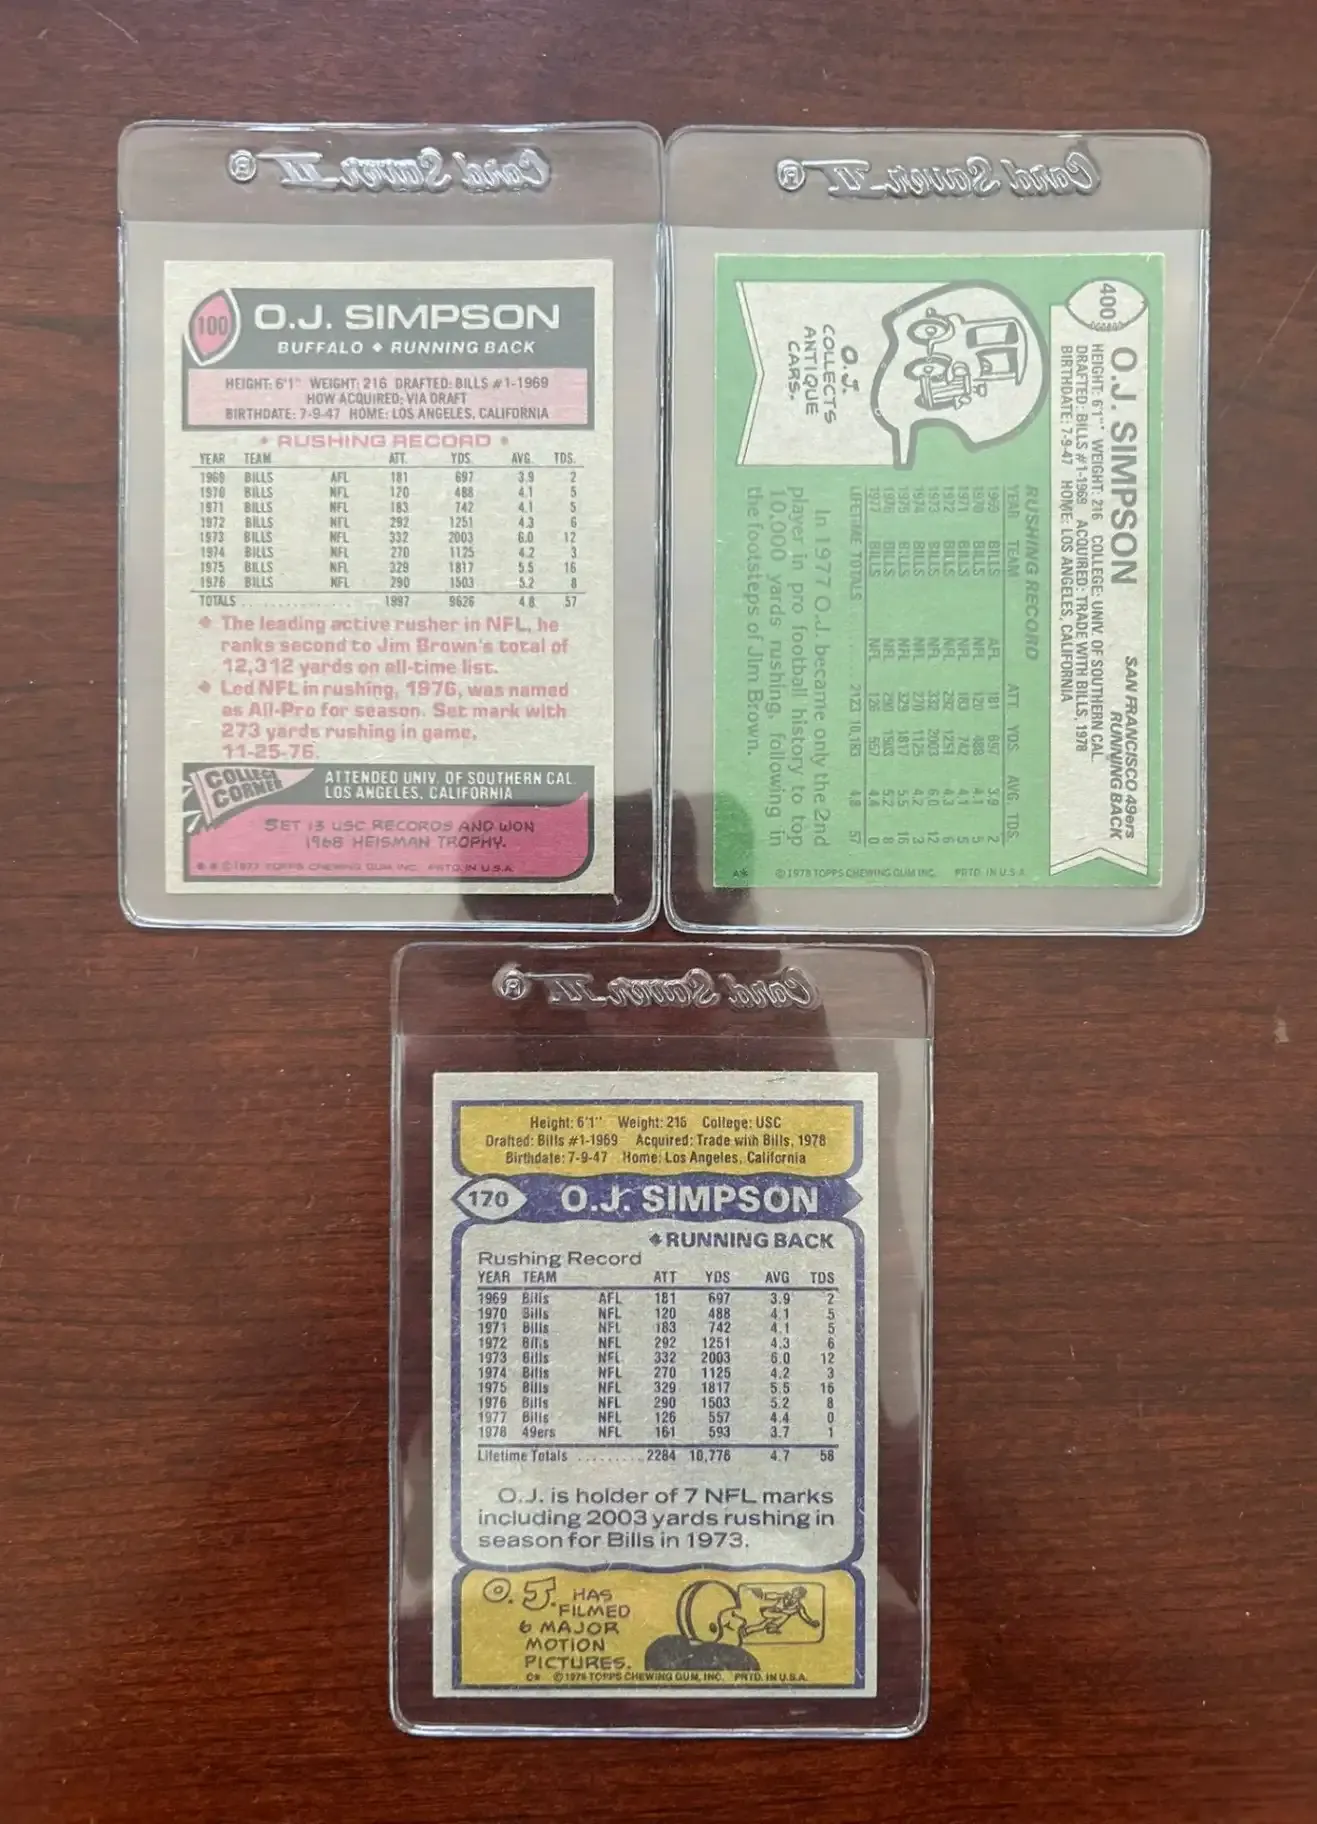 Card Saver II ®
100
O.J. SIMPSON
BUFFALO ♦ RUNNING BACK
HEIGHT: 6'1" WEIGHT: 216 DRAFTED: BILLS #1-1969
HOW ACQUIRED: VIA DRAFT
BIRTHDATE: 7-9-47 HOME: LOS ANGELES, CALIFORNIA
• RUSHING RECORD •
YEAR TEAM ATT. YDS. AVG. TDS.
1969 BILLS AFL 181 697 3.9 2
1970 BILLS NFL 120 488 4.1 5
1971 BILLS NFL 183 742 4.1 5
1972 BILLS NFL 292 1251 4.3 6
1973 BILLS NFL 332 2003 6.0 12
1974 BILLS NFL 270 1125 4.2 3
1975 BILLS NFL 329 1817 5.5 16
1976 BILLS NFL 290 1503 5.2 8
TOTALS 1997 9626 4.8 57
♦ The leading active rusher in NFL, he
ranks second to Jim Brown's total of
12,312 yards on all-time list.
♦ Led NFL in rushing, 1976, was named
as All-Pro for season. Set mark with
273 yards rushing in game,
11-25-76.
COLLEGE
CORNER
ATTENDED UNIV. OF SOUTHERN CAL.
LOS ANGELES, CALIFORNIA
SET 13 USC RECORDS AND WON
1968 HEISMAN TROPHY.
* * ©1977 TOPPS CHEWING GUM, INC. PRTD. IN U.S.A.
Card Saver II ®
400
O.J. SIMPSON
SAN FRANCISCO 49ers
RUNNING BACK
HEIGHT: 6'1" WEIGHT: 216 COLLEGE: UNIV. OF SOUTHERN CAL.
DRAFTED: BILLS #1-1969 ACQUIRED: TRADE WITH BILLS, 1978
BIRTHDATE: 7-9-47 HOME: LOS ANGELES, CALIFORNIA
O.J.
COLLECTS
ANTIQUE
CARS.
RUSHING RECORD
YEAR TEAM ATT. YDS. AVG. TDS.
1969 BILLS AFL 181 697 3.9 2
1970 BILLS NFL 120 488 4.1 5
1971 BILLS NFL 183 742 4.1 5
1972 BILLS NFL 292 1251 4.3 6
1973 BILLS NFL 332 2003 6.0 12
1974 BILLS NFL 270 1125 4.2 3
1975 BILLS NFL 329 1817 5.5 16
1976 BILLS NFL 290 1503 5.2 8
1977 BILLS NFL 126 557 4.4 0
LIFETIME TOTALS 2123 10,183 4.8 57
In 1977 O.J. became only the 2nd
player in pro football history to top
10,000 yards rushing, following in
the footsteps of Jim Brown.
A* ©1978 TOPPS CHEWING GUM, INC. PRTD. IN U.S.A.
Card Saver II ®
Height: 6'1" Weight: 216 College: USC
Drafted: Bills #1-1969 Acquired: Trade with Bills, 1978
Birthdate: 7-9-47 Home: Los Angeles, California
170
O.J. SIMPSON
♦ RUNNING BACK
Rushing Record
YEAR TEAM ATT YDS AVG TDS
1969 Bills AFL 181 697 3.9 2
1970 Bills NFL 120 488 4.1 5
1971 Bills NFL 183 742 4.1 5
1972 Bills NFL 292 1251 4.3 6
1973 Bills NFL 332 2003 6.0 12
1974 Bills NFL 270 1125 4.2 3
1975 Bills NFL 329 1817 5.5 16
1976 Bills NFL 290 1503 5.2 8
1977 Bills NFL 126 557 4.4 0
1978 49ers NFL 161 593 3.7 1
Lifetime Totals 2284 10,776 4.7 58
O.J. is holder of 7 NFL marks
including 2003 yards rushing in
season for Bills in 1973.
O.J. HAS
FILMED
6 MAJOR
MOTION
PICTURES.
C* ©1979 TOPPS CHEWING GUM, INC. PRTD. IN U.S.A.